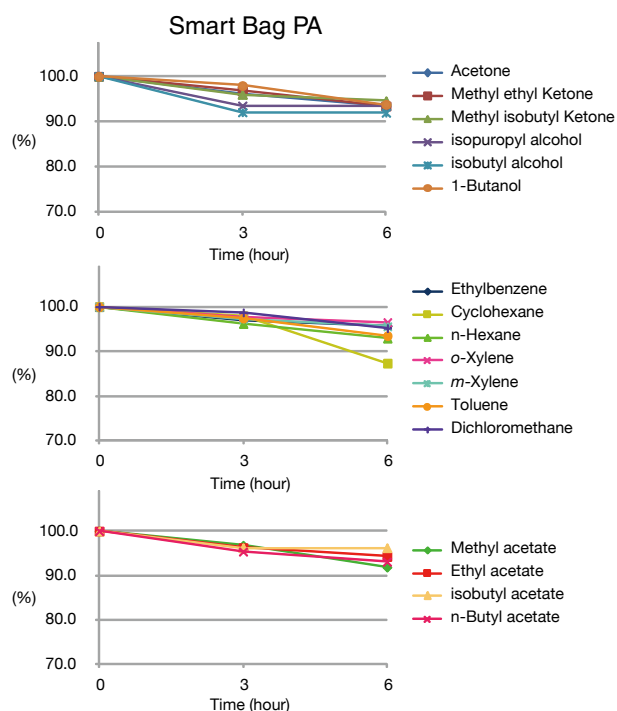 Smart Bag PA
100.0
90.0
(%)
80.0
70.0
0 3 6
Time (hour)
Acetone
Methyl ethyl Ketone
Methyl isobutyl Ketone
isopuropyl alcohol
isobutyl alcohol
1-Butanol
100.0
90.0
(%)
80.0
70.0
0 3 6
Time (hour)
Ethylbenzene
Cyclohexane
n-Hexane
o-Xylene
m-Xylene
Toluene
Dichloromethane
100.0
90.0
(%)
80.0
70.0
0 3 6
Time (hour)
Methyl acetate
Ethyl acetate
isobutyl acetate
n-Butyl acetate